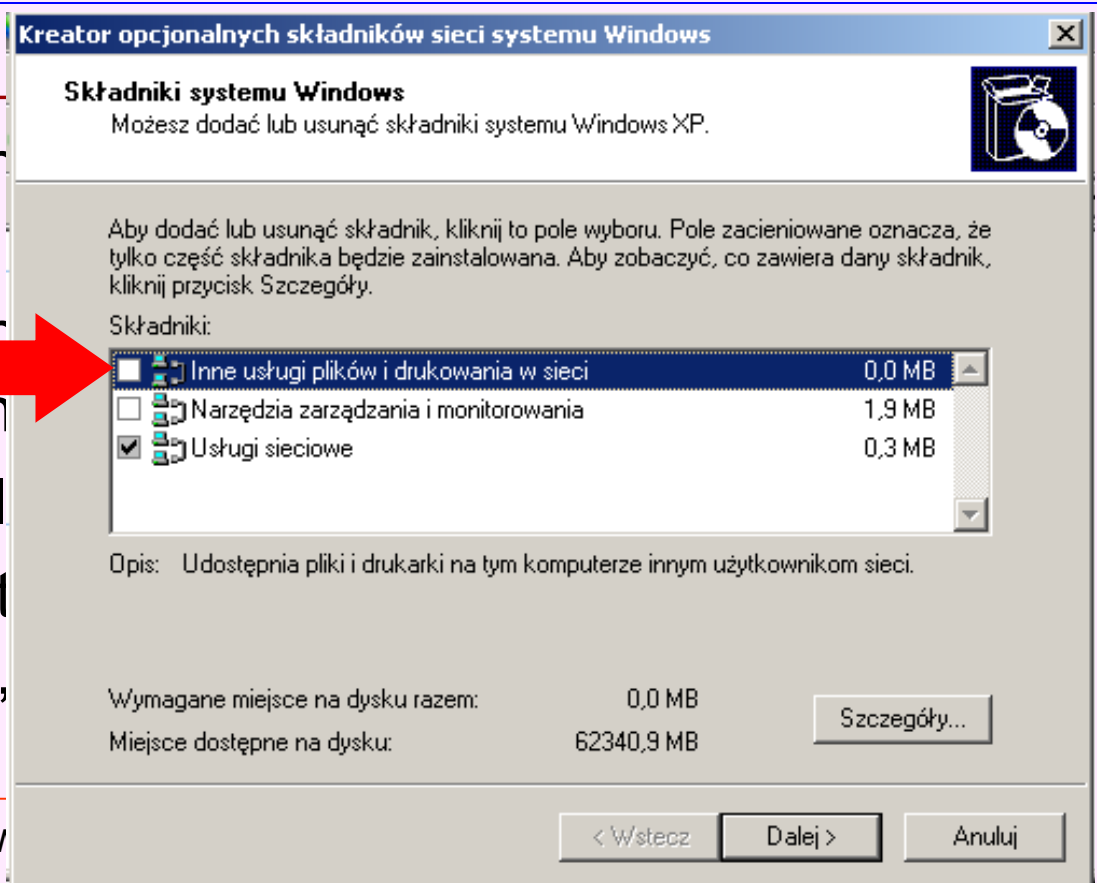 Kreator opcjonalnych składników sieci systemu Windows
Składniki systemu Windows
Możesz dodać lub usunąć składniki systemu Windows XP.
Aby dodać lub usunąć składnik, kliknij to pole wyboru. Pole zacieniowane oznacza, że
tylko część składnika będzie zainstalowana. Aby zobaczyć, co zawiera dany składnik,
kliknij przycisk Szczegóły.
Składniki:
Inne usługi plików i drukowania w sieci 0,0 MB
Narzędzia zarządzania i monitorowania 1,9 MB
Usługi sieciowe 0,3 MB
Opis: Udostępnia pliki i drukarki na tym komputerze innym użytkownikom sieci.
Wymagane miejsce na dysku razem: 0,0 MB
Miejsce dostępne na dysku: 62340,9 MB
Szczegóły...
< Wstecz Dalej > Anuluj